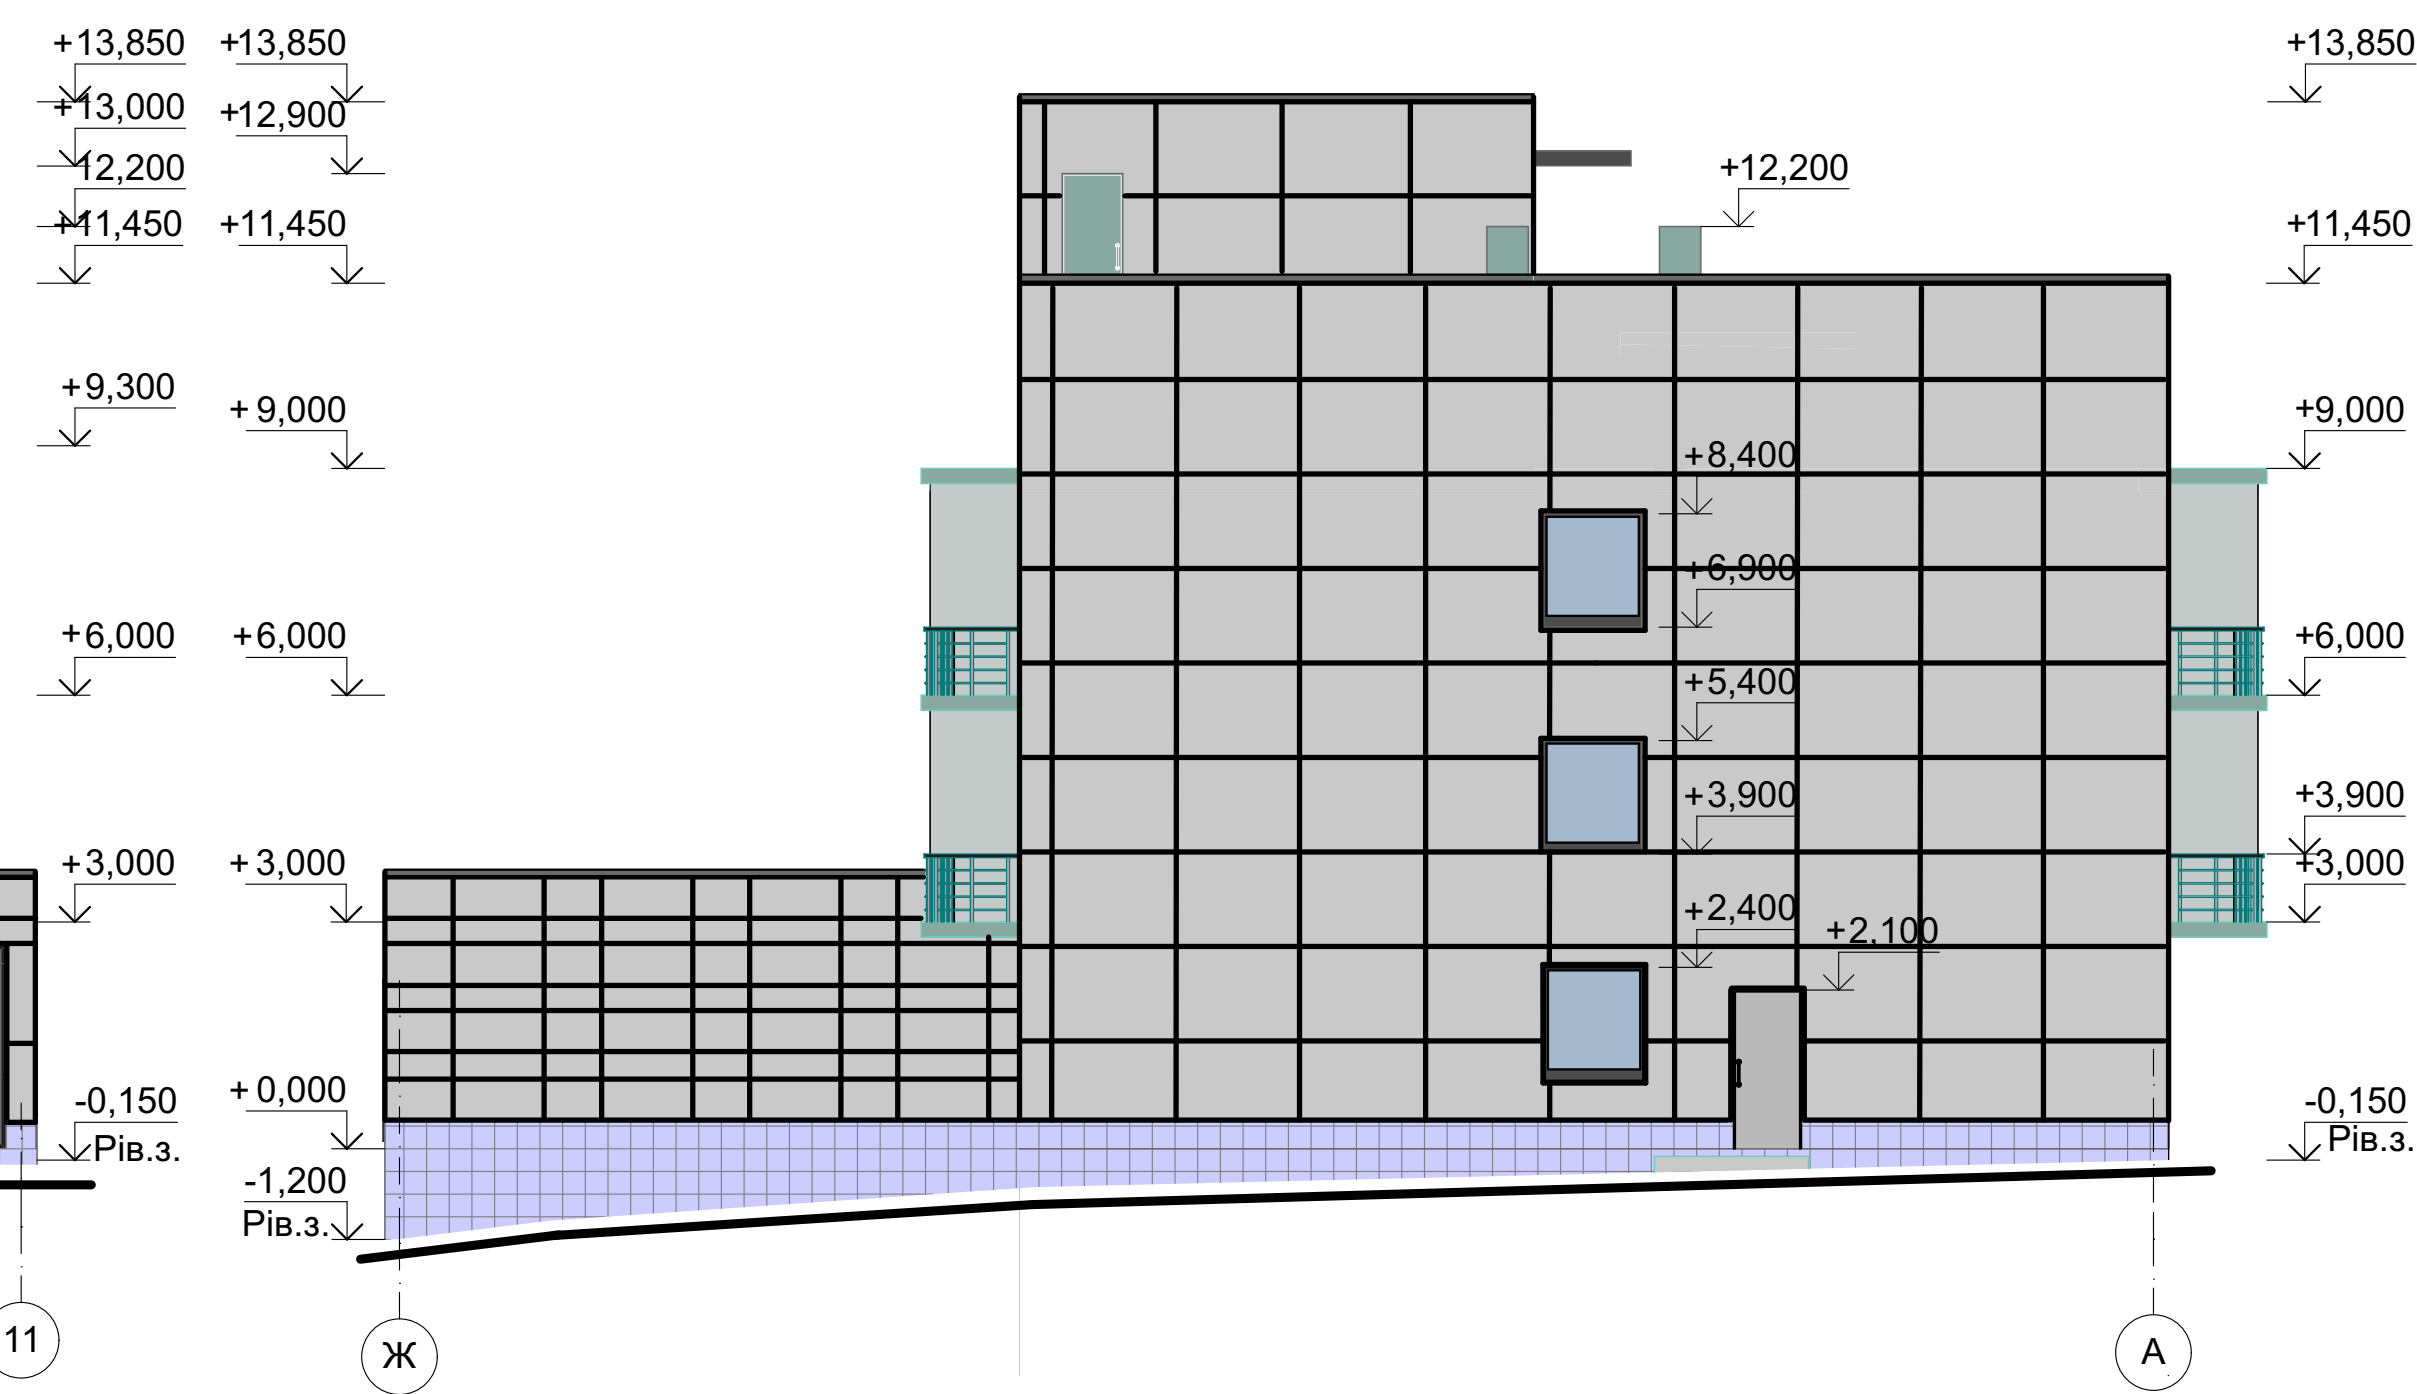 +13,850 +13,850 +13,850
+13,000 +12,900
12,200 +12,200
+11,450 +11,450 +11,450
+9,300 +9,000 +9,000
+8,400
+6,900
+6,000 +6,000 +6,000
+5,400
+3,900 +3,900
+3,000 +3,000 +3,000
+2,400 +2,100
-0,150 +0,000 -0,150
Рів.з. Рів.з.
-1,200
Рів.з.
11 Ж А